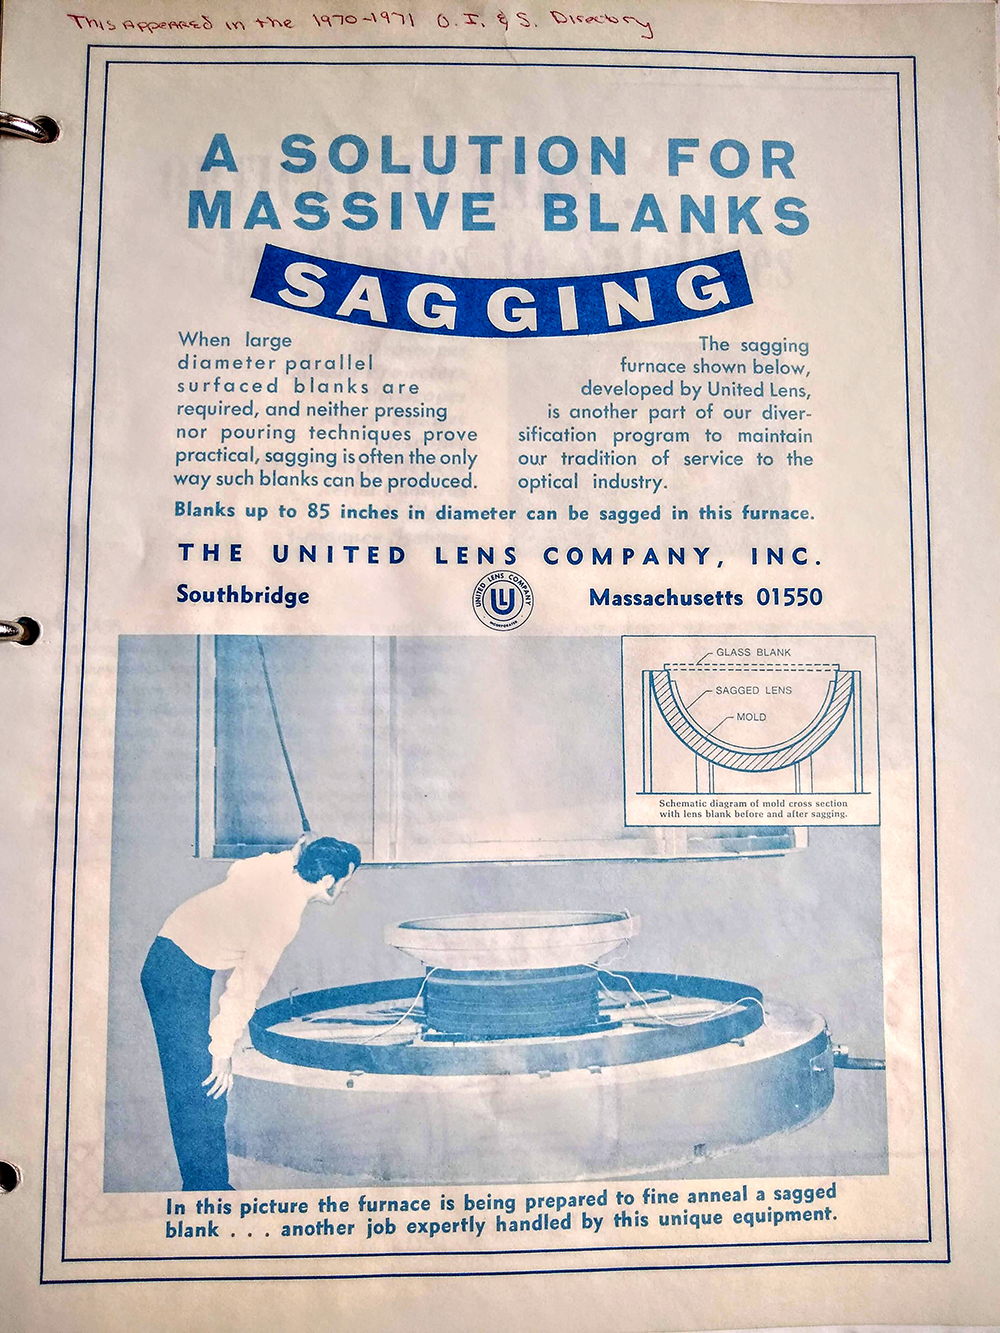 This appeared in the 1970-1971 O.I. & S. Directory
A SOLUTION FOR
MASSIVE BLANKS
SAGGING
When large
diameter parallel
surfaced blanks are
required, and neither pressing
nor pouring techniques prove
practical, sagging is often the only
way such blanks can be produced.
The sagging
furnace shown below,
developed by United Lens,
is another part of our diver-
sification program to maintain
our tradition of service to the
optical industry.
Blanks up to 85 inches in diameter can be sagged in this furnace.
THE UNITED LENS COMPANY, INC.
Southbridge
UNITED LENS COMPANY
UL
INCORPORATED
Massachusetts 01550
GLASS BLANK
SAGGED LENS
MOLD
Schematic diagram of mold cross section
with lens blank before and after sagging.
In this picture the furnace is being prepared to fine anneal a sagged
blank . . . another job expertly handled by this unique equipment.